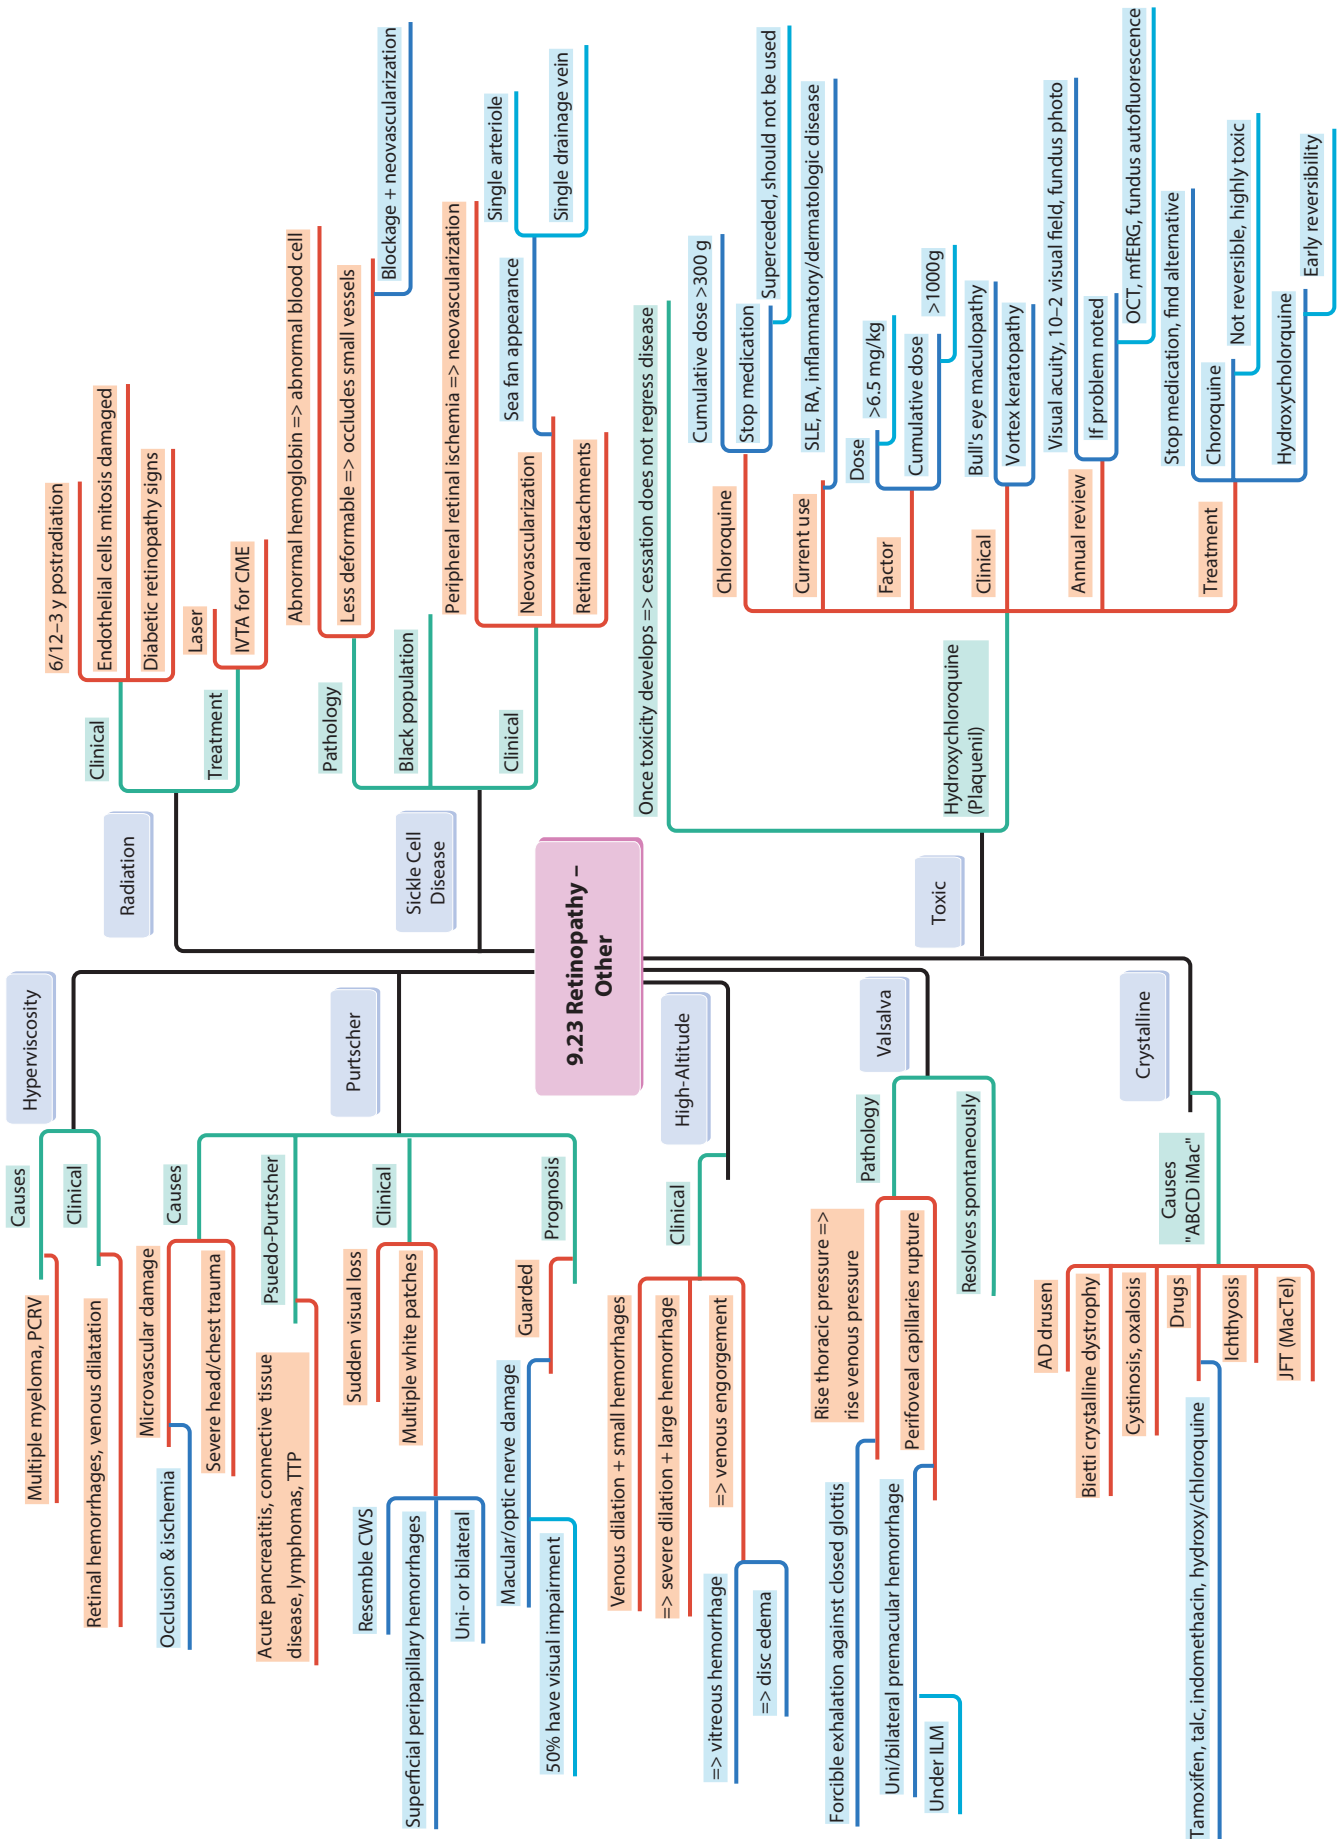 9.23 Retinopathy –
Other
Hyperviscosity
Causes
Multiple myeloma, PCRV
Clinical
Retinal hemorrhages, venous dilatation
Purtscher
Causes
Microvascular damage
Occlusion & ischemia
Severe head/chest trauma
Psuedo-Purtscher
Acute pancreatitis, connective tissue
disease, lymphomas, TTP
Clinical
Sudden visual loss
Multiple white patches
Resemble CWS
Superficial peripapillary hemorrhages
Uni- or bilateral
Prognosis
Guarded
Macular/optic nerve damage
50% have visual impairment
High-Altitude
Clinical
Venous dilation + small hemorrhages
=> severe dilation + large hemorrhage
=> venous engorgement
=> vitreous hemorrhage
=> disc edema
Valsalva
Pathology
Rise thoracic pressure =>
rise venous pressure
Forcible exhalation against closed glottis
Perifoveal capillaries rupture
Uni/bilateral premacular hemorrhage
Under ILM
Resolves spontaneously
Crystalline
Causes
"ABCD iMac"
AD drusen
Bietti crystalline dystrophy
Cystinosis, oxalosis
Drugs
Tamoxifen, talc, indomethacin, hydroxy/chloroquine
Ichthyosis
JFT (MacTel)
Radiation
Clinical
6/12–3 y postradiation
Endothelial cells mitosis damaged
Diabetic retinopathy signs
Treatment
Laser
IVTA for CME
Sickle Cell
Disease
Pathology
Abnormal hemoglobin => abnormal blood cell
Less deformable => occludes small vessels
Blockage + neovascularization
Black population
Clinical
Peripheral retinal ischemia => neovascularization
Neovascularization
Sea fan appearance
Single arteriole
Single drainage vein
Retinal detachments
Toxic
Once toxicity develops => cessation does not regress disease
Hydroxychloroquine
(Plaquenil)
Chloroquine
Cumulative dose >300 g
Stop medication
Superceded, should not be used
Current use
SLE, RA, inflammatory/dermatologic disease
Factor
Dose
>6.5 mg/kg
Cumulative dose
>1000g
Clinical
Bull's eye maculopathy
Vortex keratopathy
Annual review
Visual acuity, 10–2 visual field, fundus photo
If problem noted
OCT, mfERG, fundus autofluorescence
Treatment
Stop medication, find alternative
Choroquine
Not reversible, highly toxic
Hydroxycholorquine
Early reversibility